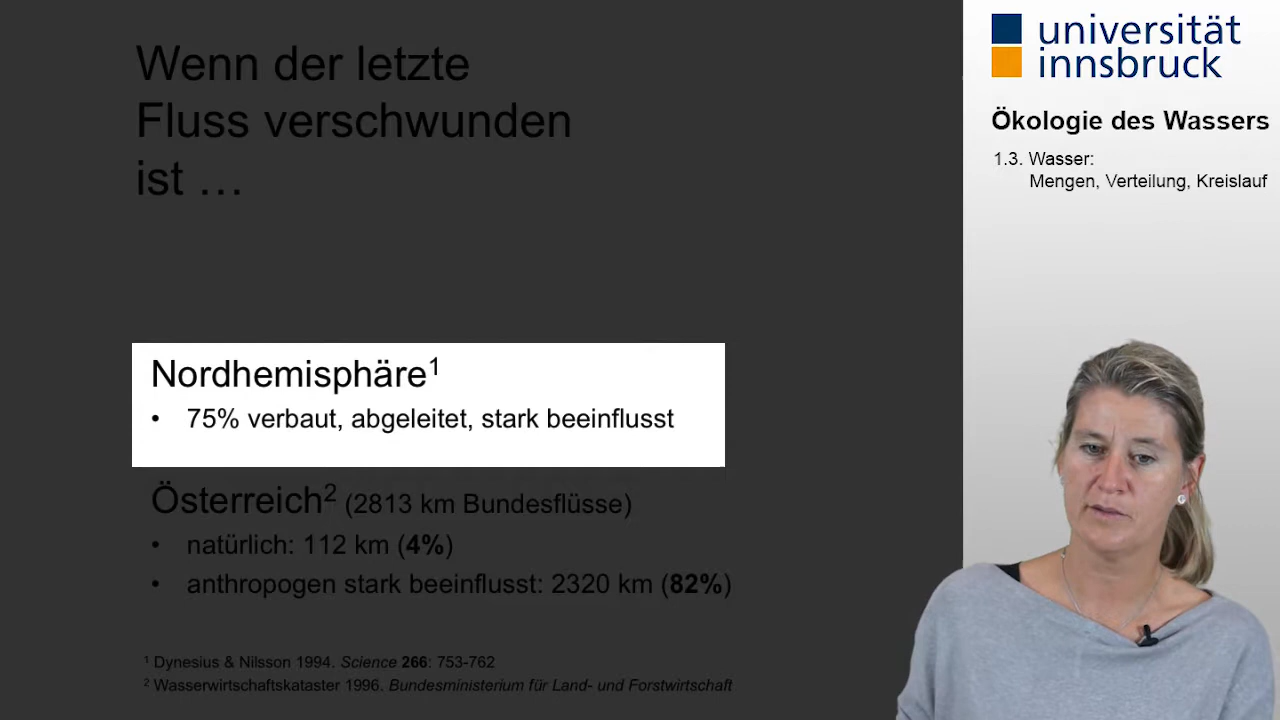 Wenn der letzte
Fluss verschwunden
ist …
Nordhemisphäre¹
• 75% verbaut, abgeleitet, stark beeinflusst
Österreich² (2813 km Bundesflüsse)
• natürlich: 112 km (4%)
• anthropogen stark beeinflusst: 2320 km (82%)
¹ Dynesius & Nilsson 1994. Science 266: 753-762
² Wasserwirtschaftskataster 1996. Bundesministerium für Land- und Forstwirtschaft
universität
innsbruck
Ökologie des Wassers
1.3. Wasser:
Mengen, Verteilung, Kreislauf